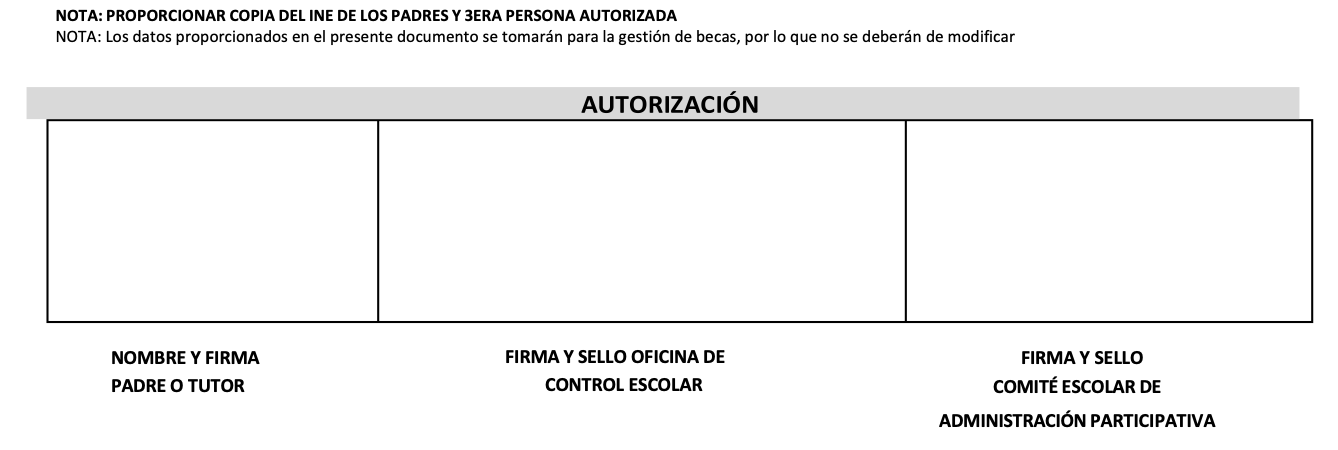 NOTA: PROPORCIONAR COPIA DEL INE DE LOS PADRES Y 3ERA PERSONA AUTORIZADA
NOTA: Los datos proporcionados en el presente documento se tomarán para la gestión de becas, por lo que no se deberán de modificar
AUTORIZACIÓN
NOMBRE Y FIRMA
PADRE O TUTOR
FIRMA Y SELLO OFICINA DE
CONTROL ESCOLAR
FIRMA Y SELLO
COMITÉ ESCOLAR DE
ADMINISTRACIÓN PARTICIPATIVA